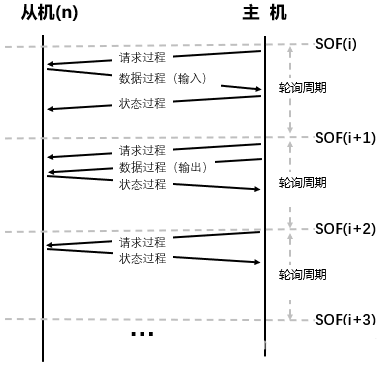 从机(n) 主 机
SOF(i)
请求过程
数据过程（输入）
轮询周期
状态过程
SOF(i+1)
请求过程
数据过程（输出）
状态过程
轮询周期
SOF(i+2)
请求过程
状态过程
轮询周期
SOF(i+3)
...